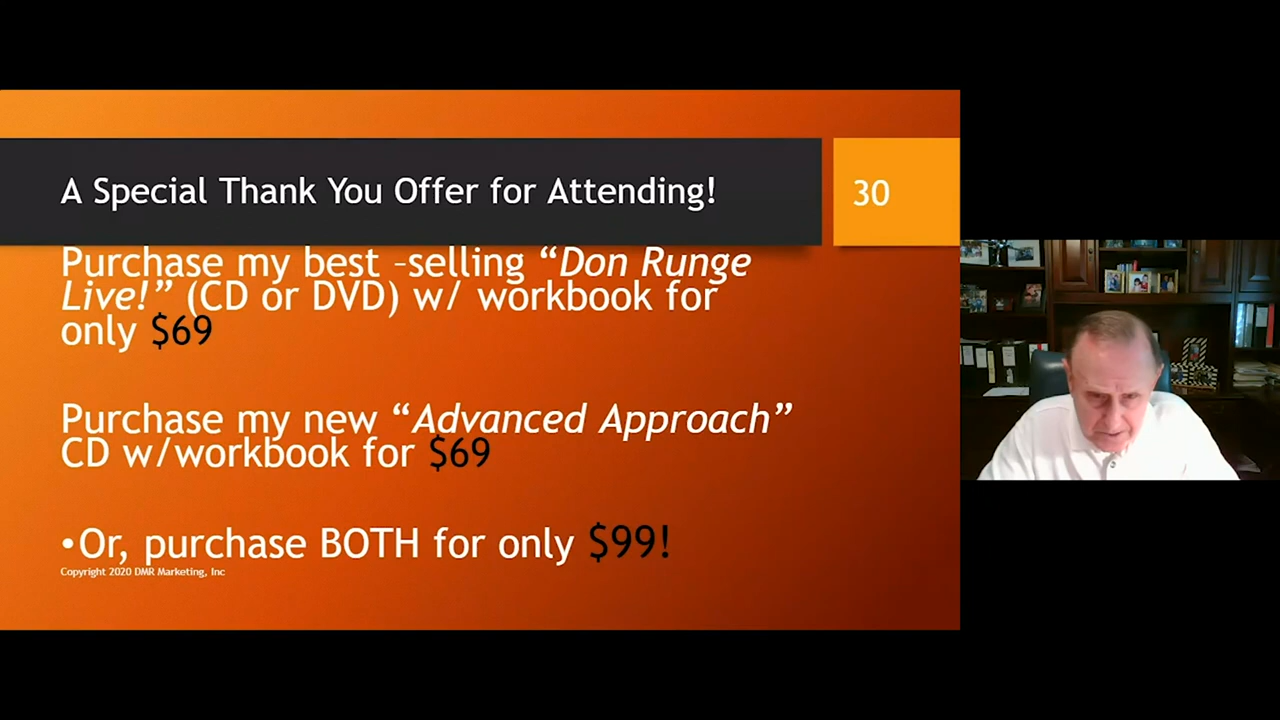 A Special Thank You Offer for Attending!
30
Purchase my best –selling “Don Runge
Live!” (CD or DVD) w/ workbook for
only $69
Purchase my new “Advanced Approach”
CD w/workbook for $69
•Or, purchase BOTH for only $99!
Copyright 2020 DMR Marketing, Inc